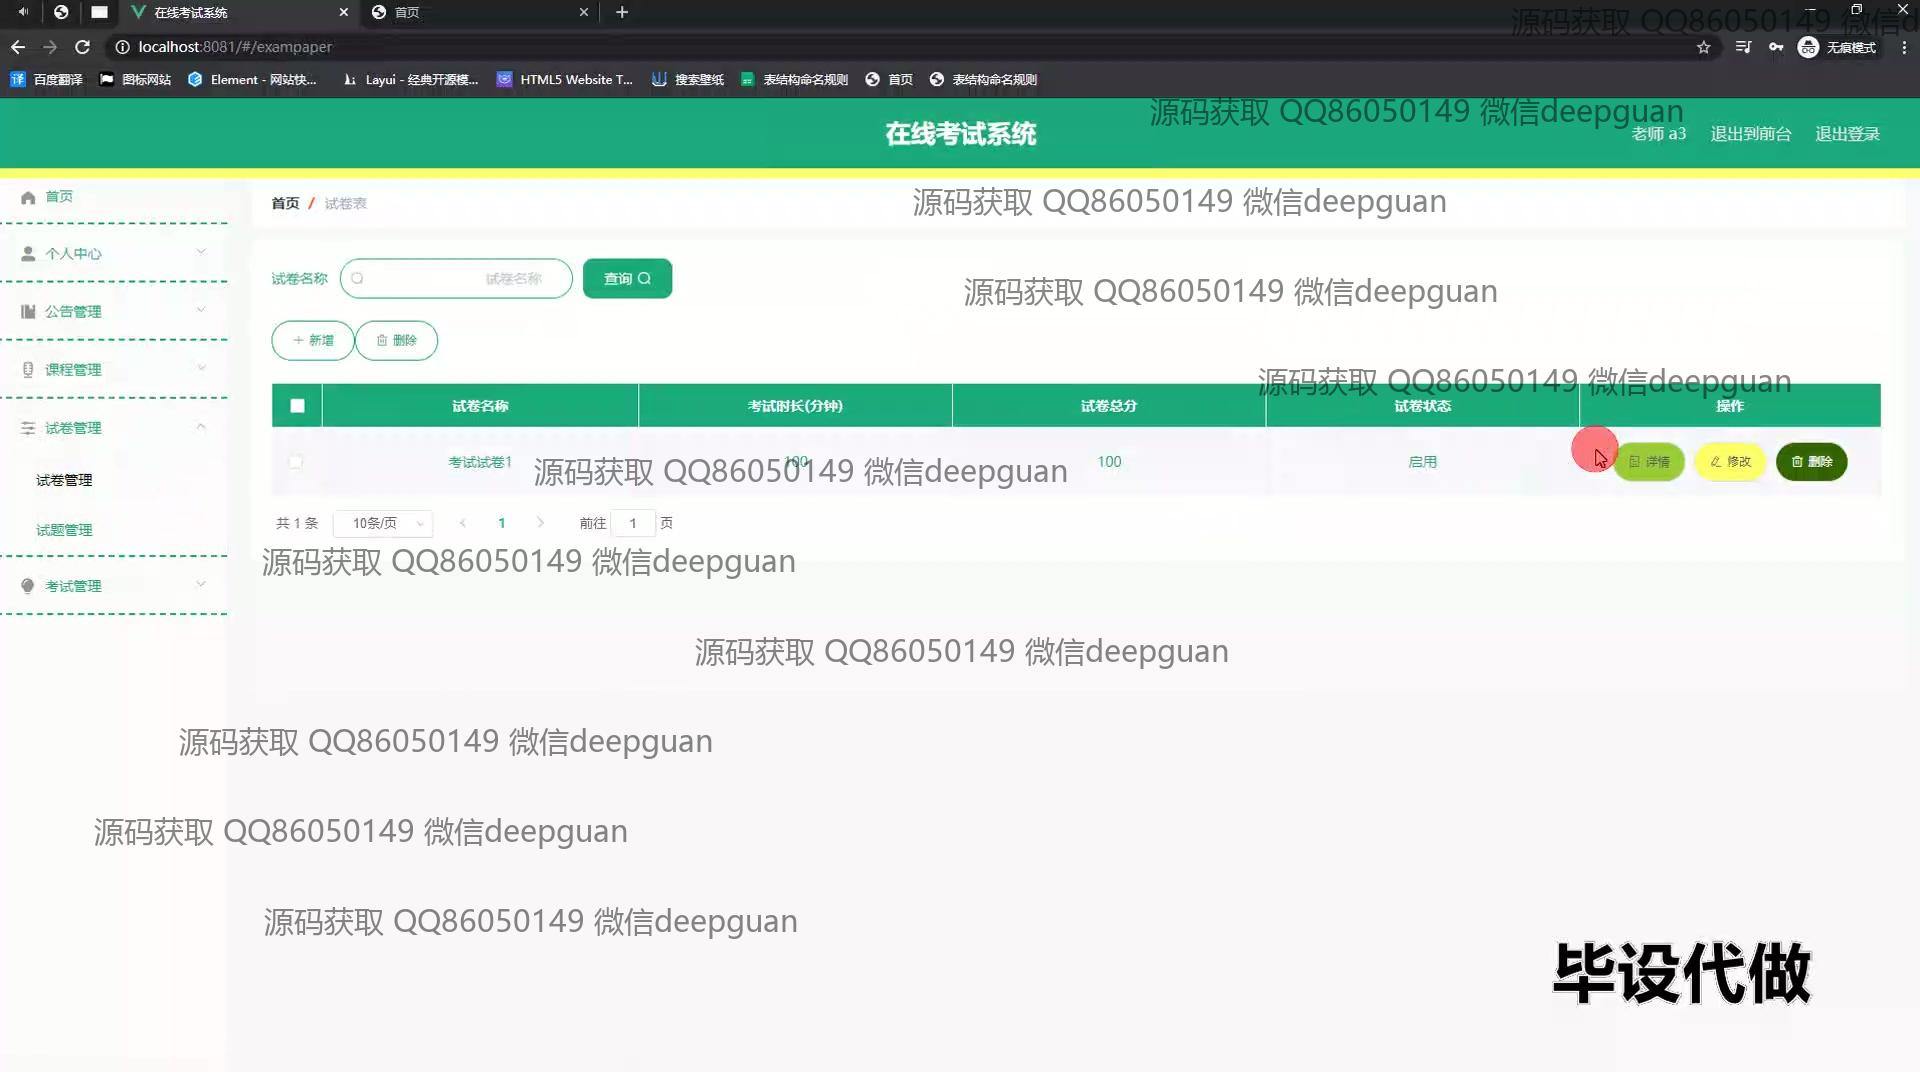 在线考试系统
首页
源码获取 QQ86050149 微信d
localhost:8081/#/exampaper
无痕模式
百度翻译
图标网站
Element - 网站快...
Layui - 经典开源模...
HTML5 Website T...
搜索壁纸
表结构命名规则
首页
表结构命名规则
源码获取 QQ86050149 微信deepguan
在线考试系统
老师 a3
退出到前台
退出登录
首页
首页 / 试卷表
源码获取 QQ86050149 微信deepguan
个人中心
试卷名称
试卷名称
查询
源码获取 QQ86050149 微信deepguan
公告管理
新增
删除
课程管理
源码获取 QQ86050149 微信deepguan
试卷名称
考试时长(分钟)
试卷总分
试卷状态
操作
试卷管理
考试试卷1
100
100
启用
详情
修改
删除
源码获取 QQ86050149 微信deepguan
试卷管理
试题管理
共 1 条
10条/页
1
前往
1
页
源码获取 QQ86050149 微信deepguan
考试管理
源码获取 QQ86050149 微信deepguan
源码获取 QQ86050149 微信deepguan
源码获取 QQ86050149 微信deepguan
源码获取 QQ86050149 微信deepguan
毕设代做